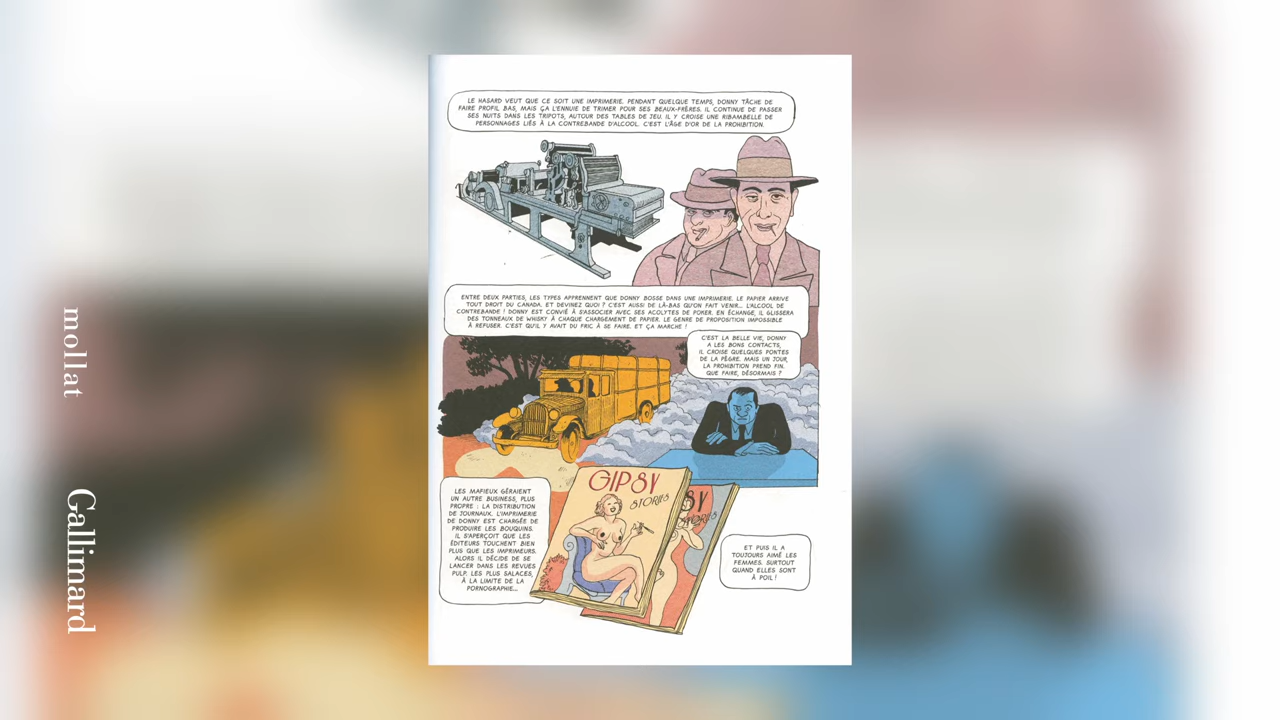 LE HASARD VEUT QUE CE SOIT UNE IMPRIMERIE. PENDANT QUELQUE TEMPS, DONNY TÂCHE DE
FAIRE PROFIL BAS, MAIS ÇA L'ENNUIE DE TRIMER POUR SES BEAUX-FRÈRES. IL CONTINUE DE PASSER
SES NUITS DANS LES TRIPOTS, AUTOUR DES TABLES DE JEU. IL Y CROISE UNE RIBAMBELLE DE
PERSONNAGES LIÉS À LA CONTREBANDE D'ALCOOL. C'EST L'ÂGE D'OR DE LA PROHIBITION.
ENTRE DEUX PARTIES, LES TYPES APPRENNENT QUE DONNY BOSSE DANS UNE IMPRIMERIE. LE PAPIER ARRIVE
TOUT DROIT DU CANADA. ET DEVINEZ QUOI ? C'EST AUSSI DE LÀ-BAS QU'ON FAIT VENIR... L'ALCOOL DE
CONTREBANDE ! DONNY EST CONVIÉ À S'ASSOCIER AVEC SES ACOLYTES DE POKER. EN ÉCHANGE, IL GLISSERA
DES TONNEAUX DE WHISKY À CHAQUE CHARGEMENT DE PAPIER. LE GENRE DE PROPOSITION IMPOSSIBLE
À REFUSER. C'EST QU'IL Y AVAIT DU FRIC À SE FAIRE. ET ÇA MARCHE !
C'EST LA BELLE VIE, DONNY
A LES BONS CONTACTS,
IL CROISE QUELQUES PONTES
DE LA PÈGRE. MAIS UN JOUR,
LA PROHIBITION PREND FIN.
QUE FAIRE, DÉSORMAIS ?
LES MAFIEUX GÉRAIENT
UN AUTRE BUSINESS, PLUS
PROPRE : LA DISTRIBUTION
DE JOURNAUX. L'IMPRIMERIE
DE DONNY EST CHARGÉE DE
PRODUIRE LES BOUQUINS.
IL S'APERÇOIT QUE LES
ÉDITEURS TOUCHENT BIEN
PLUS QUE LES IMPRIMEURS.
ALORS IL DÉCIDE DE SE
LANCER DANS LES REVUES
PULP. LES PLUS SALACES,
À LA LIMITE DE LA
PORNOGRAPHIE...
GIPSY
STORIES
SY
STORIES
ET PUIS IL A
TOUJOURS AIMÉ LES
FEMMES. SURTOUT
QUAND ELLES SONT
À POIL !
mollat
Gallimard